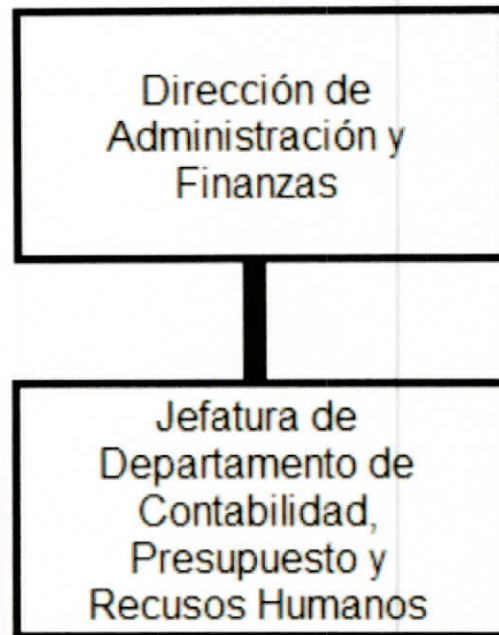 Dirección de
Administración y
Finanzas
Jefatura de
Departamento de
Contabilidad,
Presupuesto y
Recusos Humanos